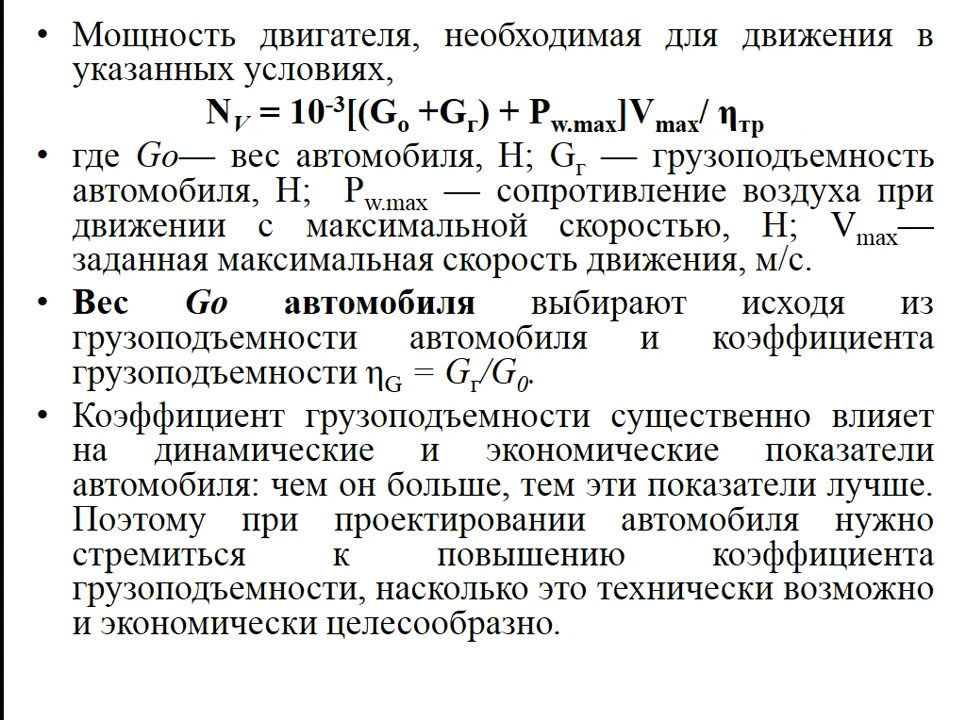 • Мощность двигателя, необходимая для движения в
указанных условиях,
N_V = 10⁻³[(G_о +G_г) + P_w.max]V_max/ η_тр
• где Go— вес автомобиля, Н; G_г — грузоподъемность
автомобиля, Н; P_w.max — сопротивление воздуха при
движении с максимальной скоростью, Н; V_max—
заданная максимальная скорость движения, м/с.
• Вес Go автомобиля выбирают исходя из
грузоподъемности автомобиля и коэффициента
грузоподъемности η_G = G_г/G_0.
• Коэффициент грузоподъемности существенно влияет
на динамические и экономические показатели
автомобиля: чем он больше, тем эти показатели лучше.
Поэтому при проектировании автомобиля нужно
стремиться к повышению коэффициента
грузоподъемности, насколько это технически возможно
и экономически целесообразно.